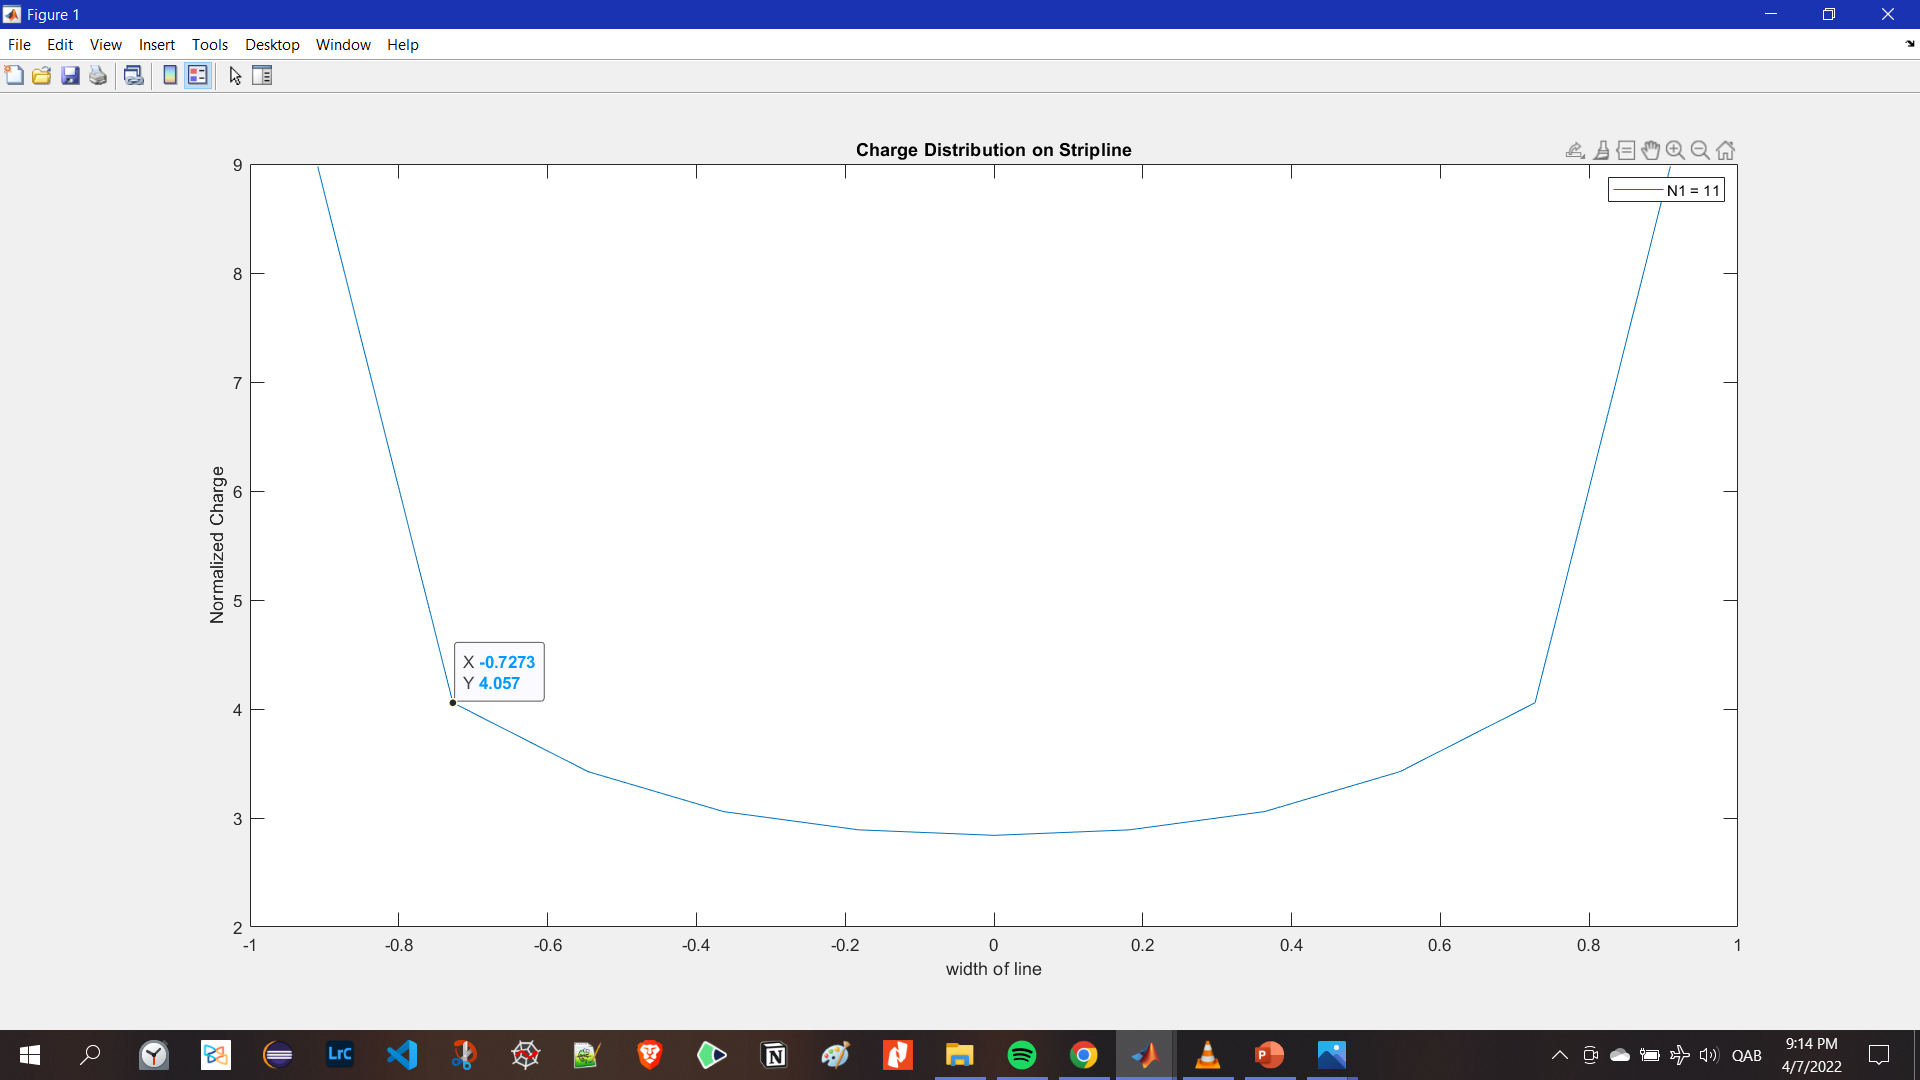 Figure 1
File Edit View Insert Tools Desktop Window Help
Charge Distribution on Stripline
N1 = 11
9
8
7
6
5
4
3
2
Normalized Charge
X -0.7273
Y 4.057
-1 -0.8 -0.6 -0.4 -0.2 0 0.2 0.4 0.6 0.8 1
width of line
LrC
N
P
QAB
9:14 PM
4/7/2022